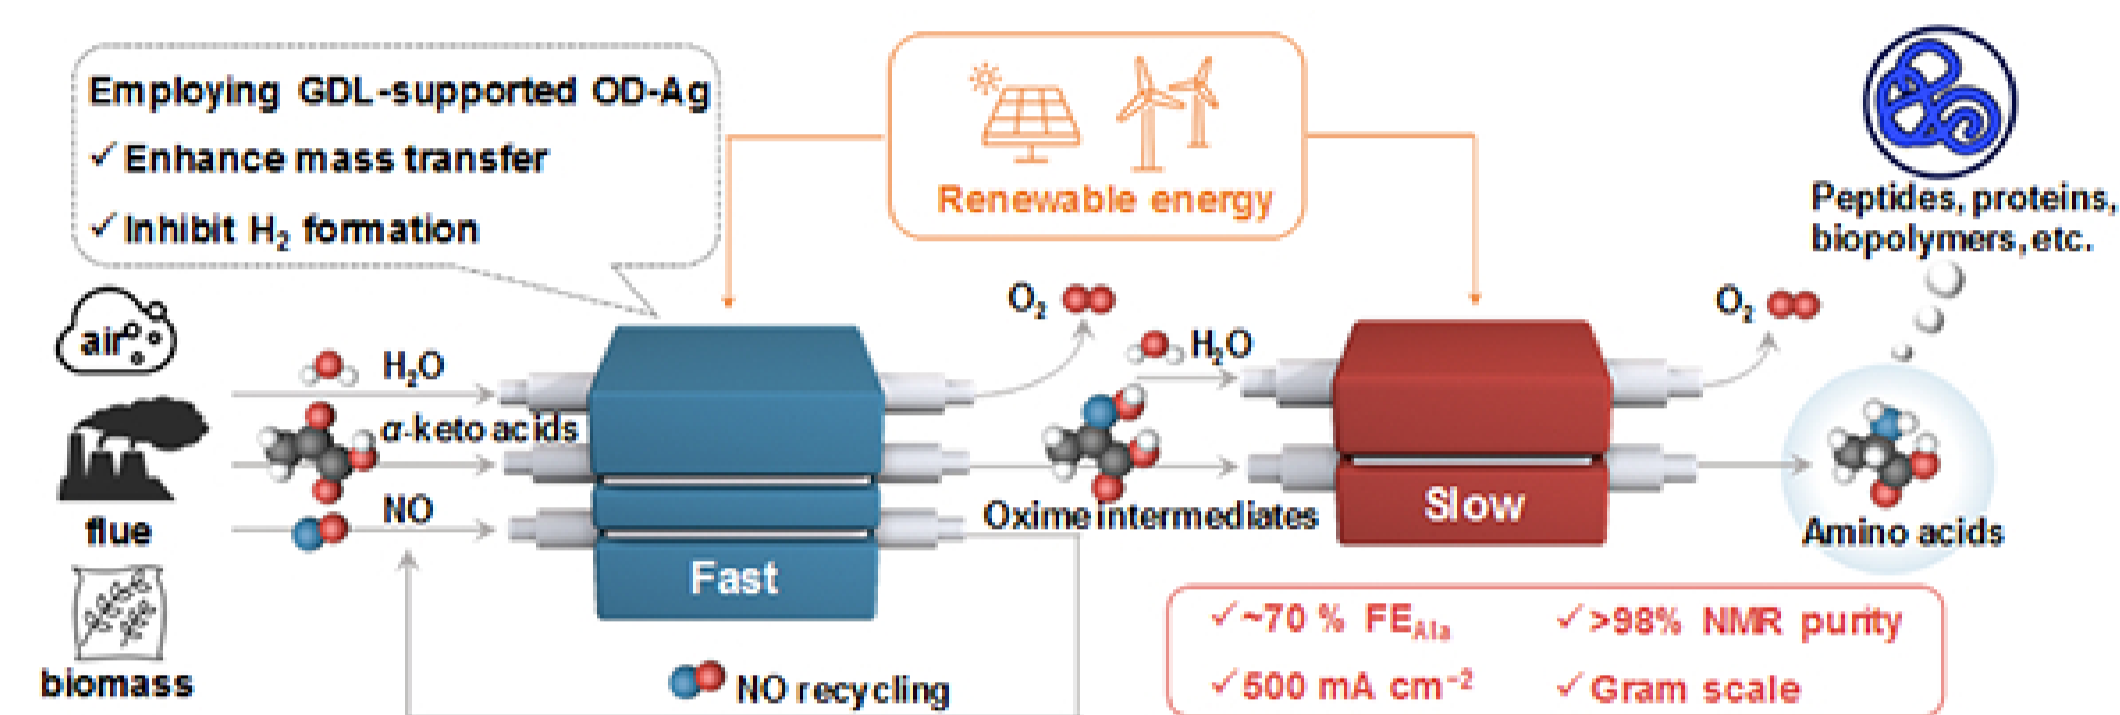 Employing GDL-supported OD-Ag
✓ Enhance mass transfer
✓ Inhibit H₂ formation
Renewable energy
Peptides, proteins,
biopolymers, etc.
air
flue
biomass
H₂O
α-keto acids
NO
Fast
NO recycling
O₂
H₂O
Oxime intermediates
Slow
O₂
Amino acids
✓ ~70 % FE_Ala
✓ >98% NMR purity
✓ 500 mA cm⁻²
✓ Gram scale